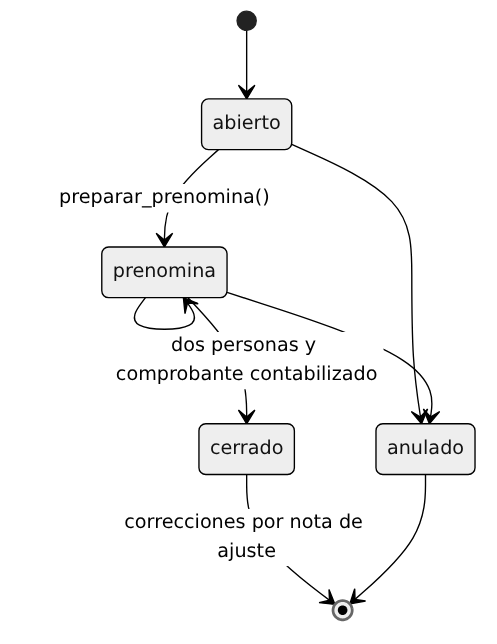 abierto
preparar_prenomina()
prenomina
dos personas y
comprobante contabilizado
cerrado
anulado
correcciones por nota de
ajuste